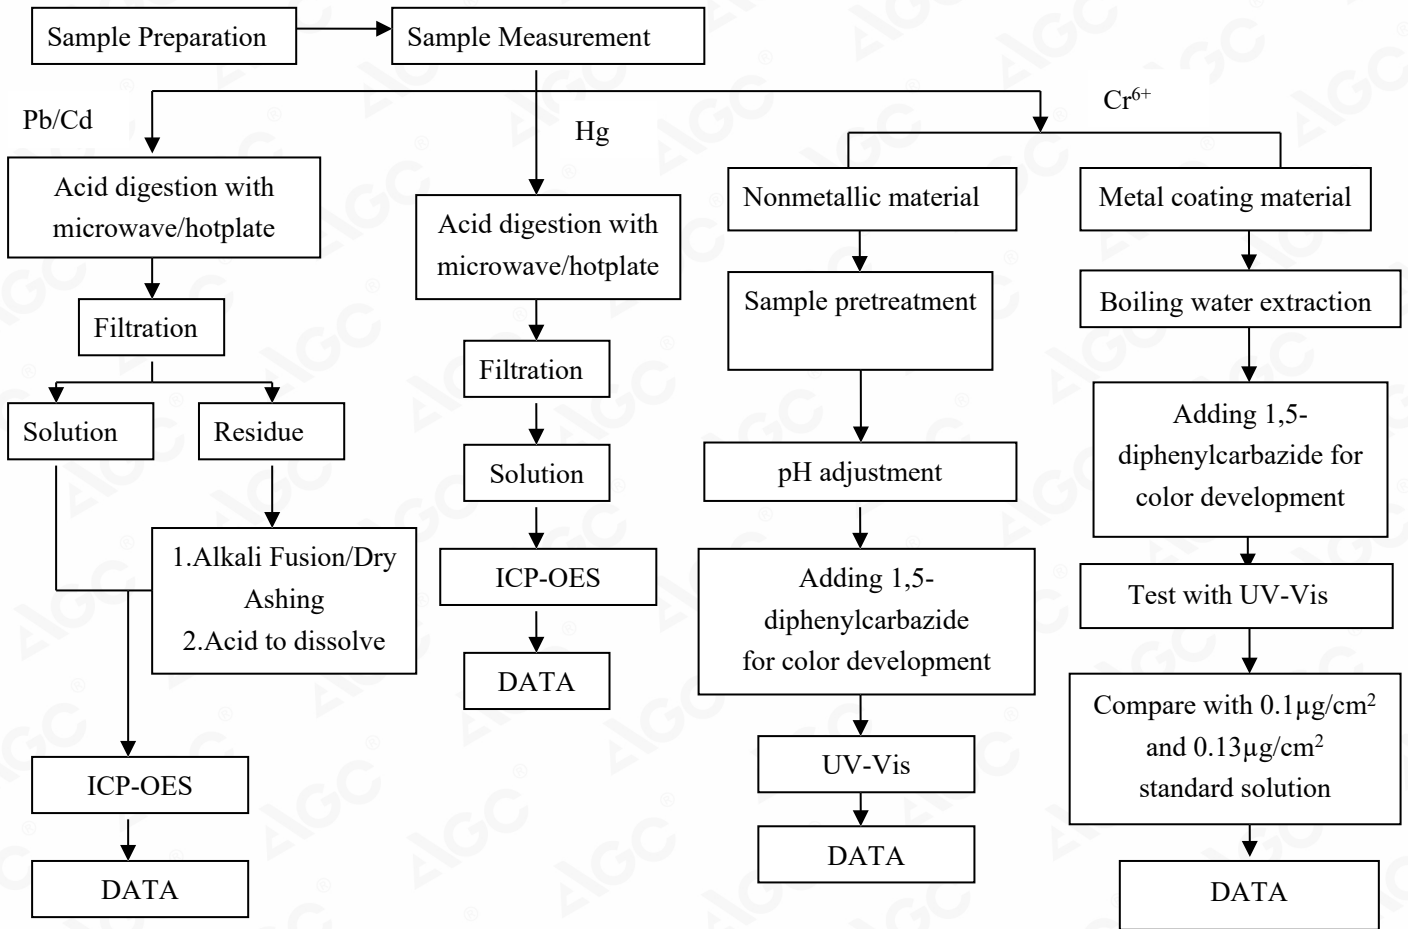 Sample Preparation
Sample Measurement
Pb/Cd
Hg
Cr⁶⁺
Acid digestion with
microwave/hotplate
Filtration
Solution
Residue
1.Alkali Fusion/Dry
Ashing
2.Acid to dissolve
ICP-OES
DATA
Acid digestion with
microwave/hotplate
Filtration
Solution
ICP-OES
DATA
Nonmetallic material
Sample pretreatment
pH adjustment
Adding 1,5-
diphenylcarbazide
for color development
UV-Vis
DATA
Metal coating material
Boiling water extraction
Adding 1,5-
diphenylcarbazide for
color development
Test with UV-Vis
Compare with 0.1µg/cm²
and 0.13µg/cm²
standard solution
DATA
AGC